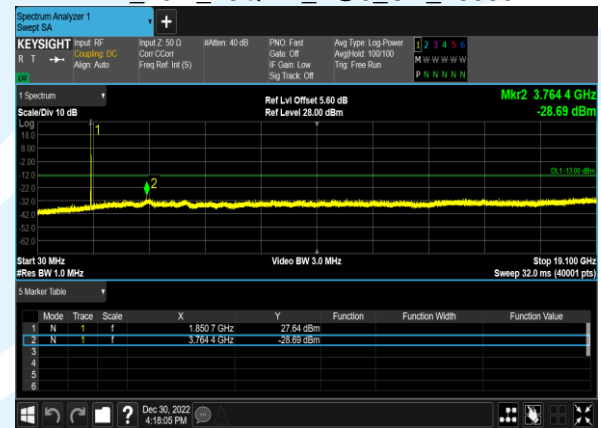 Spectrum Analyzer 1
Swept SA
+
KEYSIGHT Input: RF Input Z: 50 Ω #Atten: 40 dB PNO: Fast Avg Type: Log-Power 1 2 3 4 5 6
R T Coupling: DC Corr CCorr Gate: Off Avg|Hold: 100/100 M W W W W W
Align: Auto Freq Ref: Int (S) IF Gain: Low Trig: Free Run
Sig Track: Off P N N N N N
1 Spectrum Ref Lvl Offset 5.60 dB Mkr2 3.764 4 GHz
Scale/Div 10 dB Ref Level 28.00 dBm -28.69 dBm
Log
1
18.0
8.00
-2.00
-12.0 DL1 -13.00 dBm
-22.0
2
-32.0
-42.0
-52.0
-62.0
Start 30 MHz Video BW 3.0 MHz Stop 19.100 GHz
#Res BW 1.0 MHz Sweep 32.0 ms (40001 pts)
5 Marker Table
Mode Trace Scale X Y Function Function Width Function Value
1 N 1 f 1.850 7 GHz 27.64 dBm
2 N 1 f 3.764 4 GHz -28.69 dBm
3
4
5
6
? Dec 30, 2022
4:18:05 PM